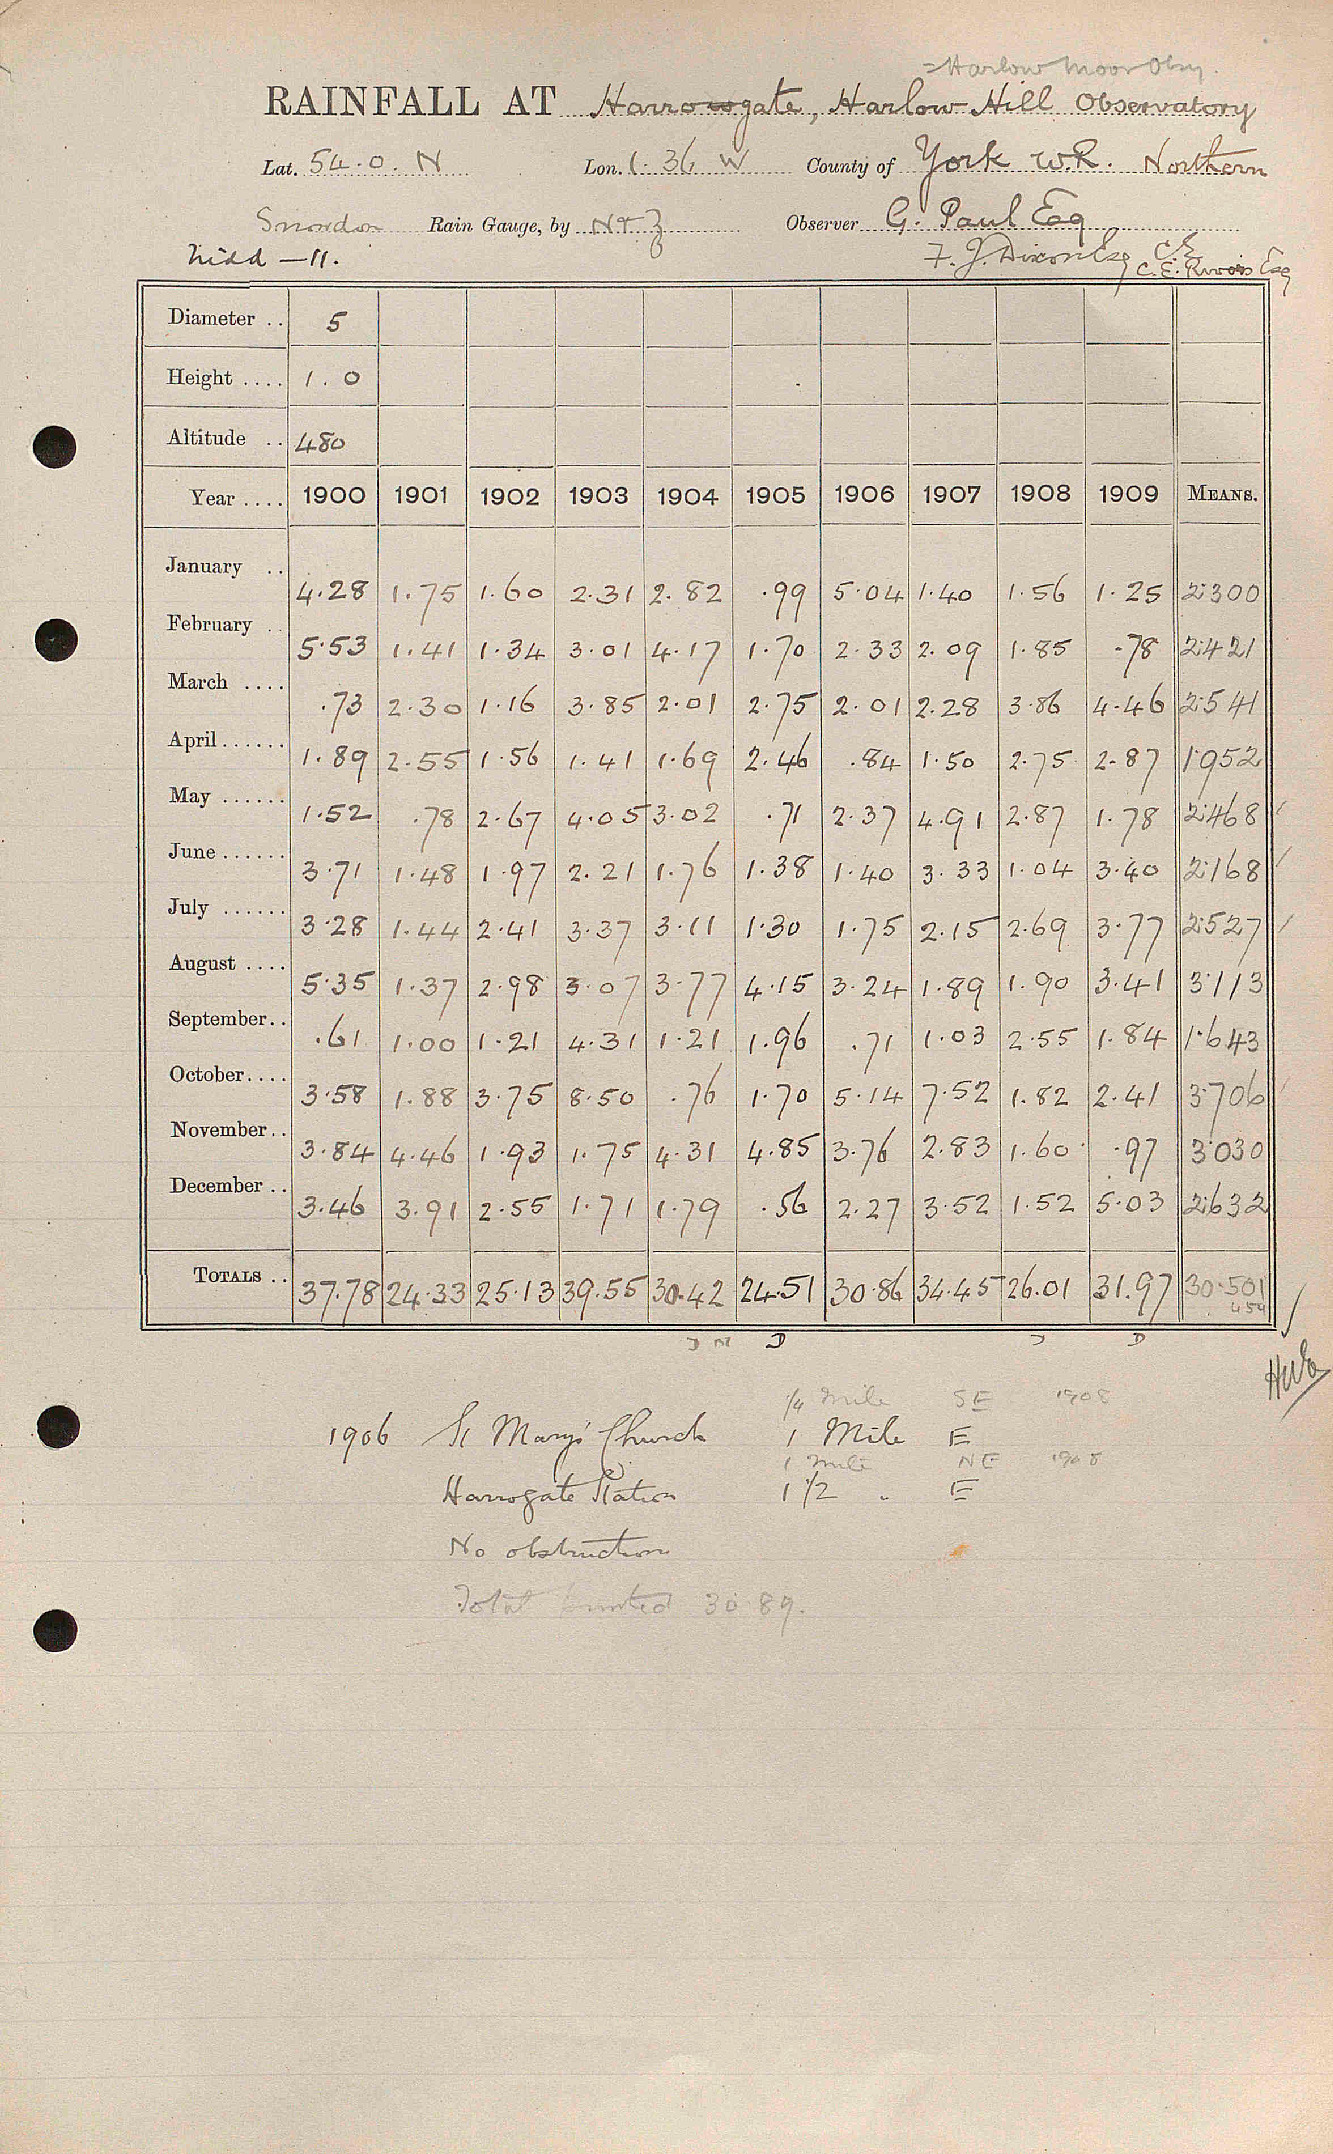 = Harlow Moor Obsy.
RAINFALL AT Harrowgate, Harlow Hill Observatory
Lat. 54.0. N Lon. 1. 36 W County of York W.R. Northern
Snowdon Rain Gauge, by N & Z Observer G. Paul Esq
Nidd — 11. F. J. Dixon Esq C.E.
C. E. Rivers Esq
Diameter .. 5
Height .... 1.0
Altitude .. 480
Year .... 1900 1901 1902 1903 1904 1905 1906 1907 1908 1909 MEANS.
January .. 4.28 1.75 1.60 2.31 2.82 .99 5.04 1.40 1.56 1.25 2.300
February .. 5.53 1.41 1.34 3.01 4.17 1.70 2.33 2.09 1.85 .78 2.421
March .... .73 2.30 1.16 3.85 2.01 2.75 2.01 2.28 3.86 4.46 2.541
April ...... 1.89 2.55 1.56 1.41 1.69 2.46 .84 1.50 2.75 2.87 1.952
May ...... 1.52 .78 2.67 4.05 3.02 .71 2.37 4.91 2.87 1.78 2.468
June ...... 3.71 1.48 1.97 2.21 1.76 1.38 1.40 3.33 1.04 3.40 2.168
July ...... 3.28 1.44 2.41 3.37 3.11 1.30 1.75 2.15 2.69 3.77 2.527
August .... 5.35 1.37 2.98 3.07 3.77 4.15 3.24 1.89 1.90 3.41 3.113
September .. .61 1.00 1.21 4.31 1.21 1.96 .71 1.03 2.55 1.84 1.643
October .... 3.58 1.88 3.75 8.50 .76 1.70 5.14 7.52 1.82 2.41 3.706
November .. 3.84 4.46 1.93 1.75 4.31 4.85 3.76 2.83 1.60 .97 3.030
December .. 3.46 3.91 2.55 1.71 1.79 .56 2.27 3.52 1.52 5.03 2.632
TOTALS .. 37.78 24.33 25.13 39.55 30.42 24.51 30.86 34.45 26.01 31.97 30.501
D D
1/4 Mile SE 1908
1906 St Mary's Church 1 Mile E
1 Mile NE 1908
Harrogate Station 1 1/2 " E
No obstruction
Total printed 30 89.